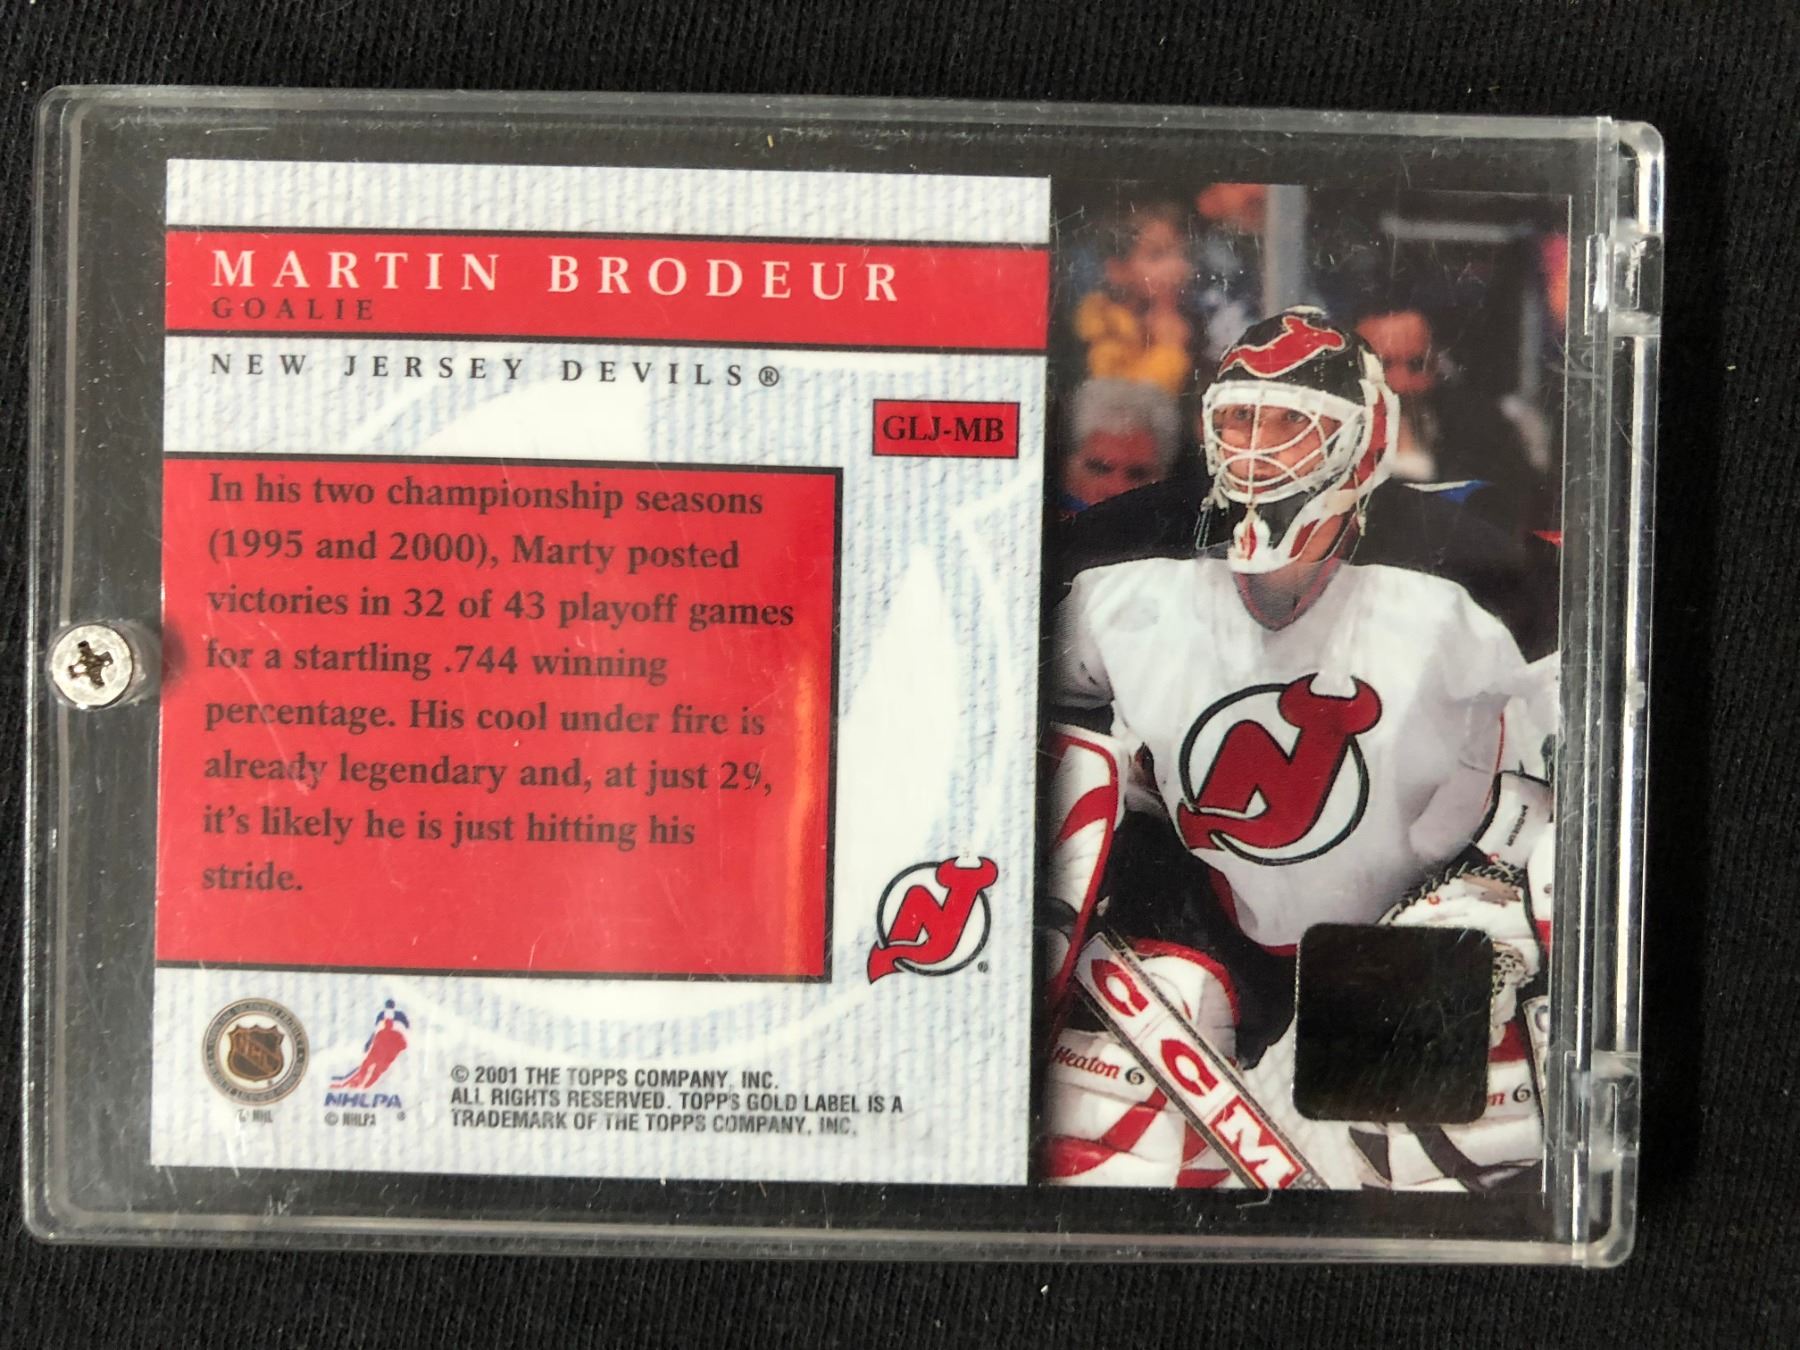 MARTIN BRODEUR
GOALIE
NEW JERSEY DEVILS®
GLJ-MB
In his two championship seasons
(1995 and 2000), Marty posted
victories in 32 of 43 playoff games
for a startling .744 winning
percentage. His cool under fire is
already legendary and, at just 29,
it's likely he is just hitting his
stride.
NHL
NHLPA
© NHLPA
© 2001 THE TOPPS COMPANY, INC.
ALL RIGHTS RESERVED. TOPPS GOLD LABEL IS A
TRADEMARK OF THE TOPPS COMPANY, INC.
CCM
Heaton 6